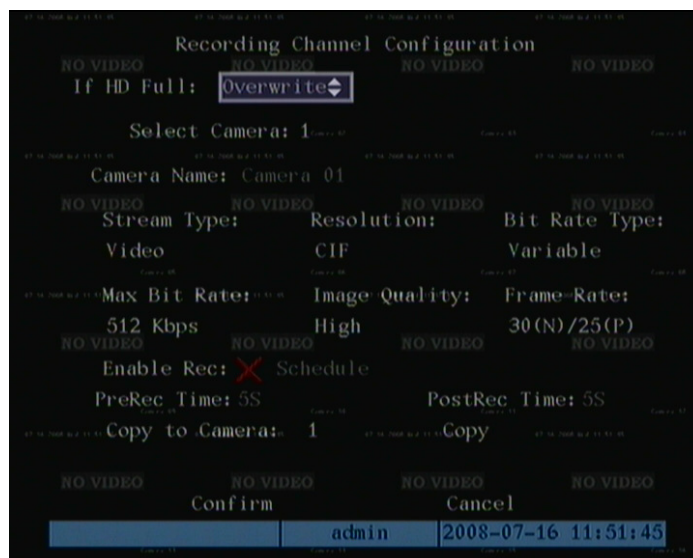 Recording Channel Configuration
NO VIDEO NO VIDEO NO VIDEO NO VIDEO
If HD Full: Overwrite
Select Camera: 1
Camera Name: Camera 01
NO VIDEO NO VIDEO NO VIDEO NO VIDEO
Stream Type: Resolution: Bit Rate Type:
Video CIF Variable
Max Bit Rate: Image Quality: Frame Rate:
512 Kbps High 30(N)/25(P)
NO VIDEO NO VIDEO NO VIDEO NO VIDEO
Enable Rec: Schedule
PreRec Time: 5S PostRec Time: 5S
Copy to Camera: 1 Copy
NO VIDEO NO VIDEO NO VIDEO NO VIDEO
Confirm Cancel
admin 2008-07-16 11:51:45